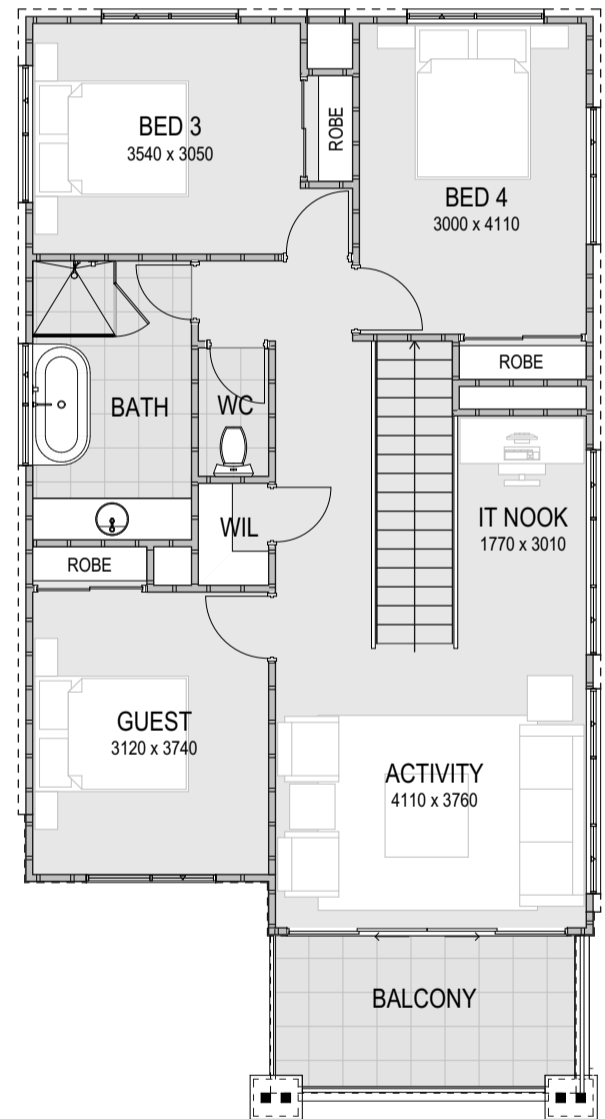 BED 3
3540 x 3050
ROBE
BED 4
3000 x 4110
ROBE
BATH
WC
WIL
IT NOOK
1770 x 3010
ROBE
GUEST
3120 x 3740
ACTIVITY
4110 x 3760
BALCONY